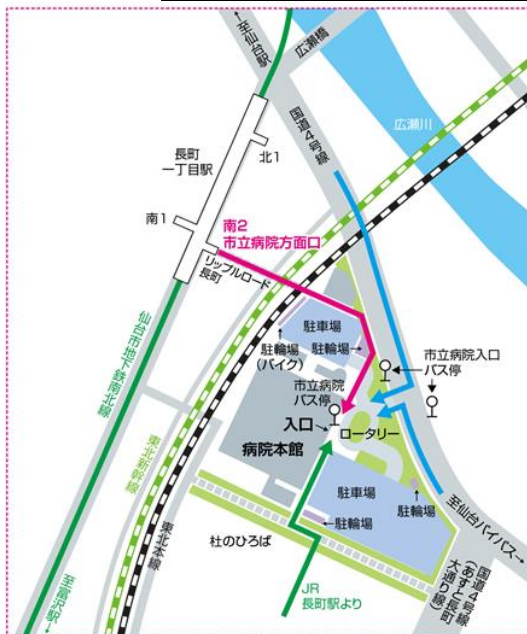 ←至仙台駅
広瀬橋
国道4号線
広瀬川
長町
一丁目駅
北1
南1
南2
市立病院方面口
リップルロード
長町
駐車場
駐輪場
(バイク)
駐輪場
市立病院入口
バス停
市立病院
バス停
入口
ロータリー
病院本館
仙台市地下鉄南北線
東北新幹線
東北本線
駐車場
駐輪場
駐輪場
至仙台バイパス→
杜のひろば
国道4号線
(あすと長町
大通り線)
JR
長町駅より
至富沢駅→